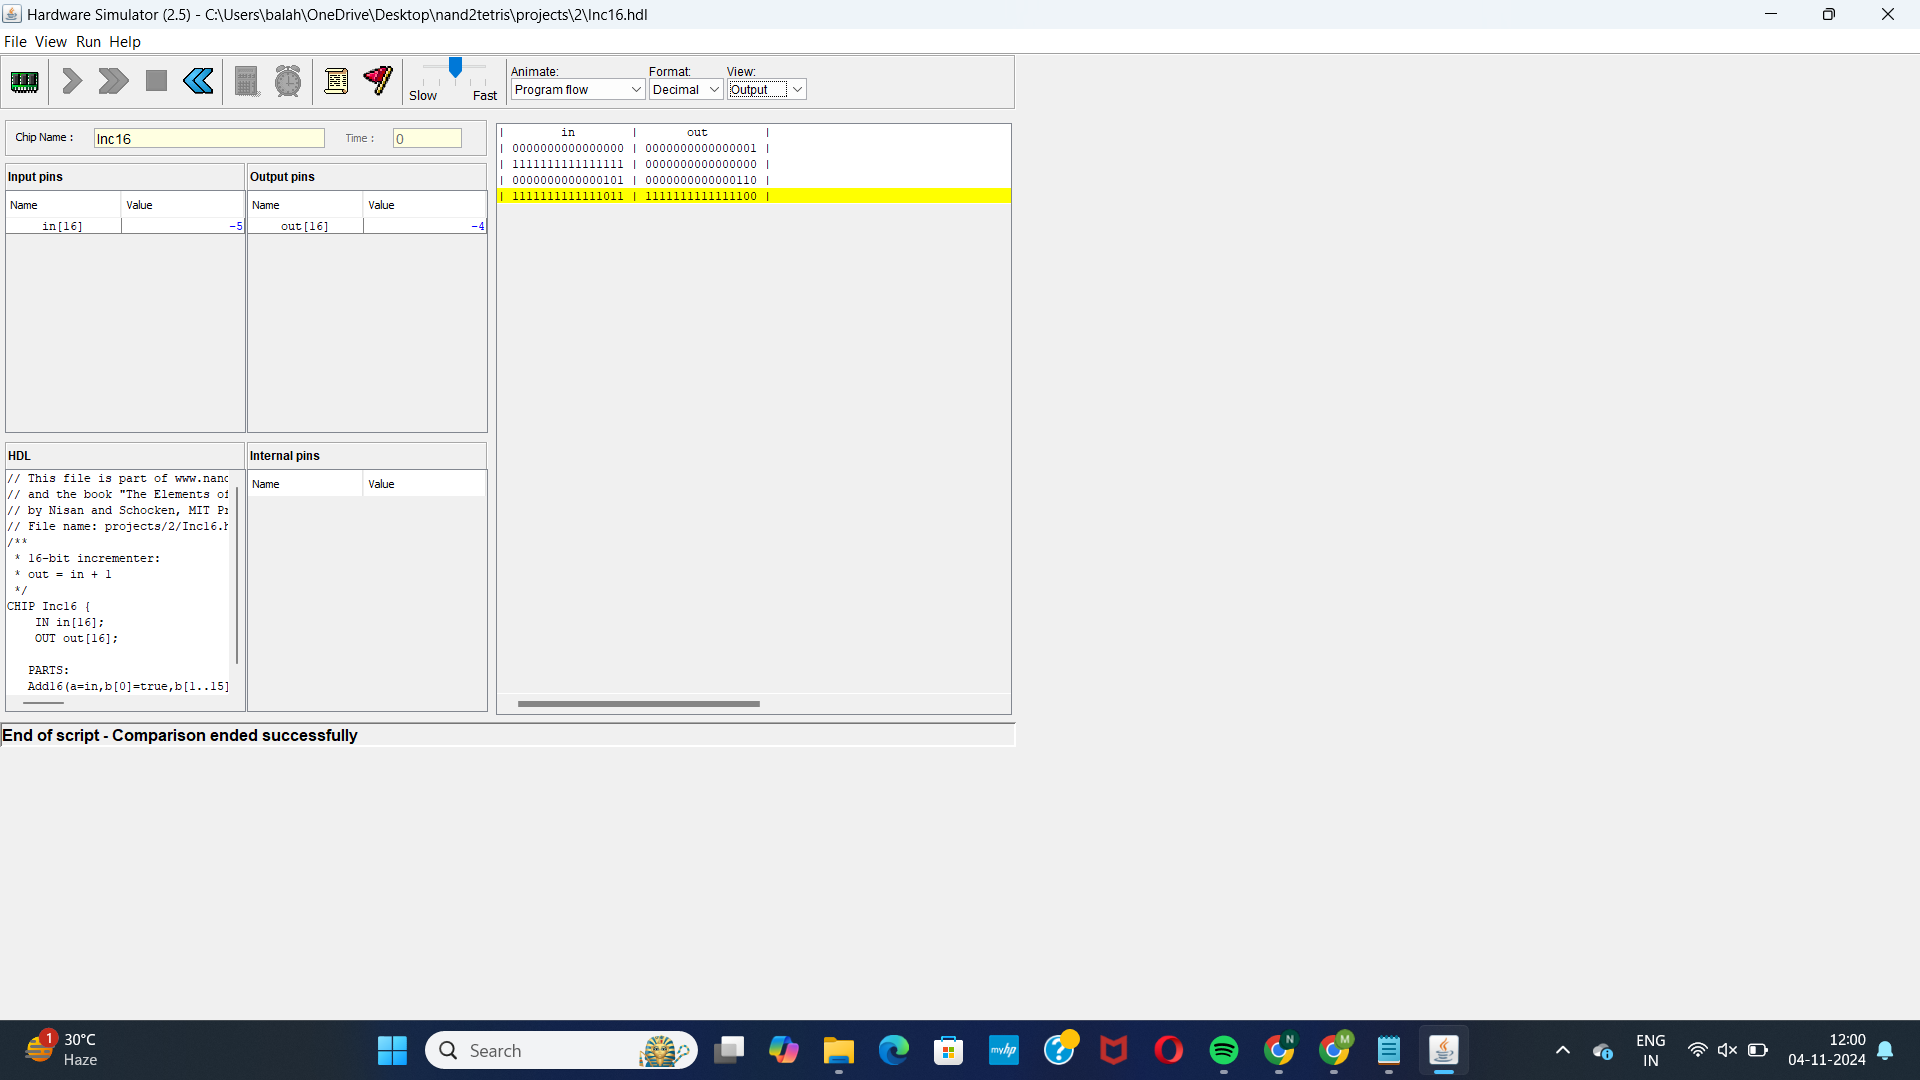 Hardware Simulator (2.5) - C:\Users\balah\OneDrive\Desktop\nand2tetris\projects\2\Inc16.hdl
File View Run Help
Slow Fast
Animate: Format: View:
Program flow Decimal Output
Chip Name : Inc16 Time : 0
Input pins
Name Value
in[16] -5
Output pins
Name Value
out[16] -4
| in | out |
| 0000000000000000 | 0000000000000001 |
| 1111111111111111 | 0000000000000000 |
| 0000000000000101 | 0000000000000110 |
| 1111111111111011 | 1111111111111100 |
HDL
// This file is part of www.nand
// and the book "The Elements of
// by Nisan and Schocken, MIT Pr
// File name: projects/2/Inc16.h
/**
* 16-bit incrementer:
* out = in + 1
*/
CHIP Inc16 {
IN in[16];
OUT out[16];
PARTS:
Add16(a=in,b[0]=true,b[1..15]
Internal pins
Name Value
End of script - Comparison ended successfully
1
30°C
Haze
Search
myhp
N
M
ENG
IN
12:00
04-11-2024